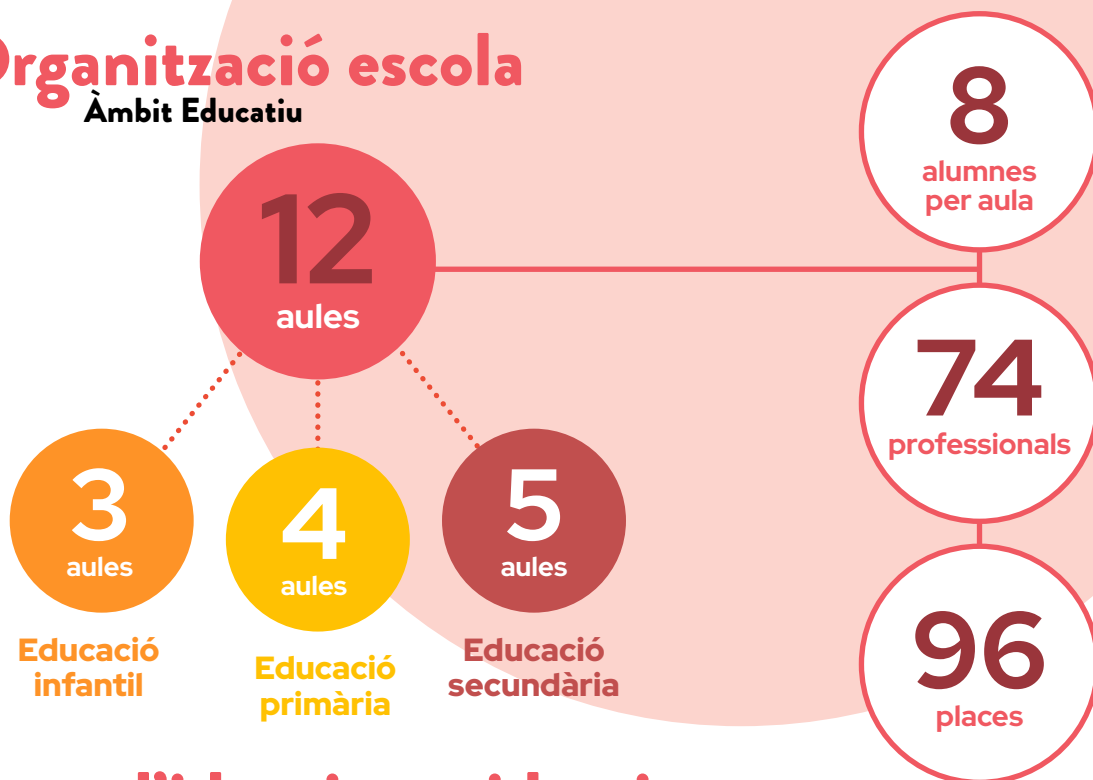 Organització escola
Àmbit Educatiu
12
aules
3
aules
Educació
infantil
4
aules
Educació
primària
5
aules
Educació
secundària
8
alumnes
per aula
74
professionals
96
places